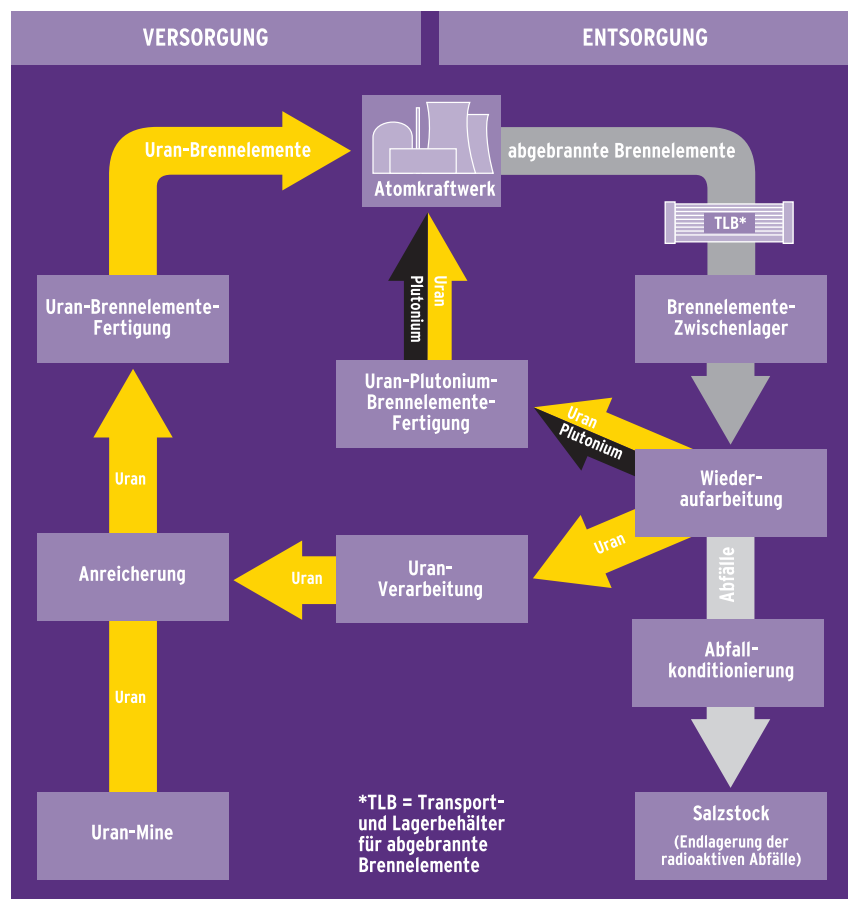 VERSORGUNG
ENTSORGUNG
Uran-Brennelemente
Atomkraftwerk
abgebrannte Brennelemente
TLB*
Uran-Brennelemente-
Fertigung
Plutonium
Uran
Brennelemente-
Zwischenlager
Uran-Plutonium-
Brennelemente-
Fertigung
Uran
Plutonium
Uran
Wieder-
aufarbeitung
Anreicherung
Uran
Uran-
Verarbeitung
Uran
Abfälle
Uran
Abfall-
konditionierung
Uran-Mine
*TLB = Transport-
und Lagerbehälter
für abgebrannte
Brennelemente
Salzstock
(Endlagerung der
radioaktiven Abfälle)